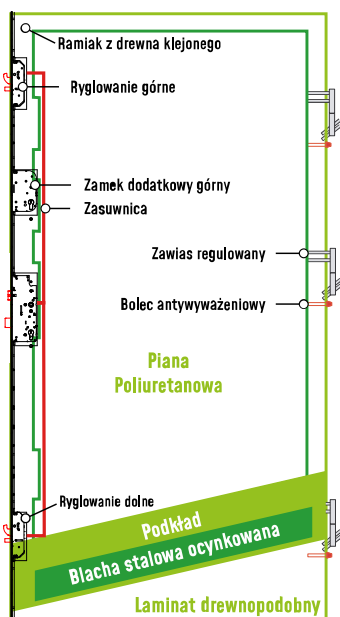 Ramiak z drewna klejonego
Ryglowanie górne
Zamek dodatkowy górny
Zasuwnica
Zawias regulowany
Bolec antywyważeniowy
Piana
Poliuretanowa
Ryglowanie dolne
Podkład
Blacha stalowa ocynkowana
Laminat drewnopodobny